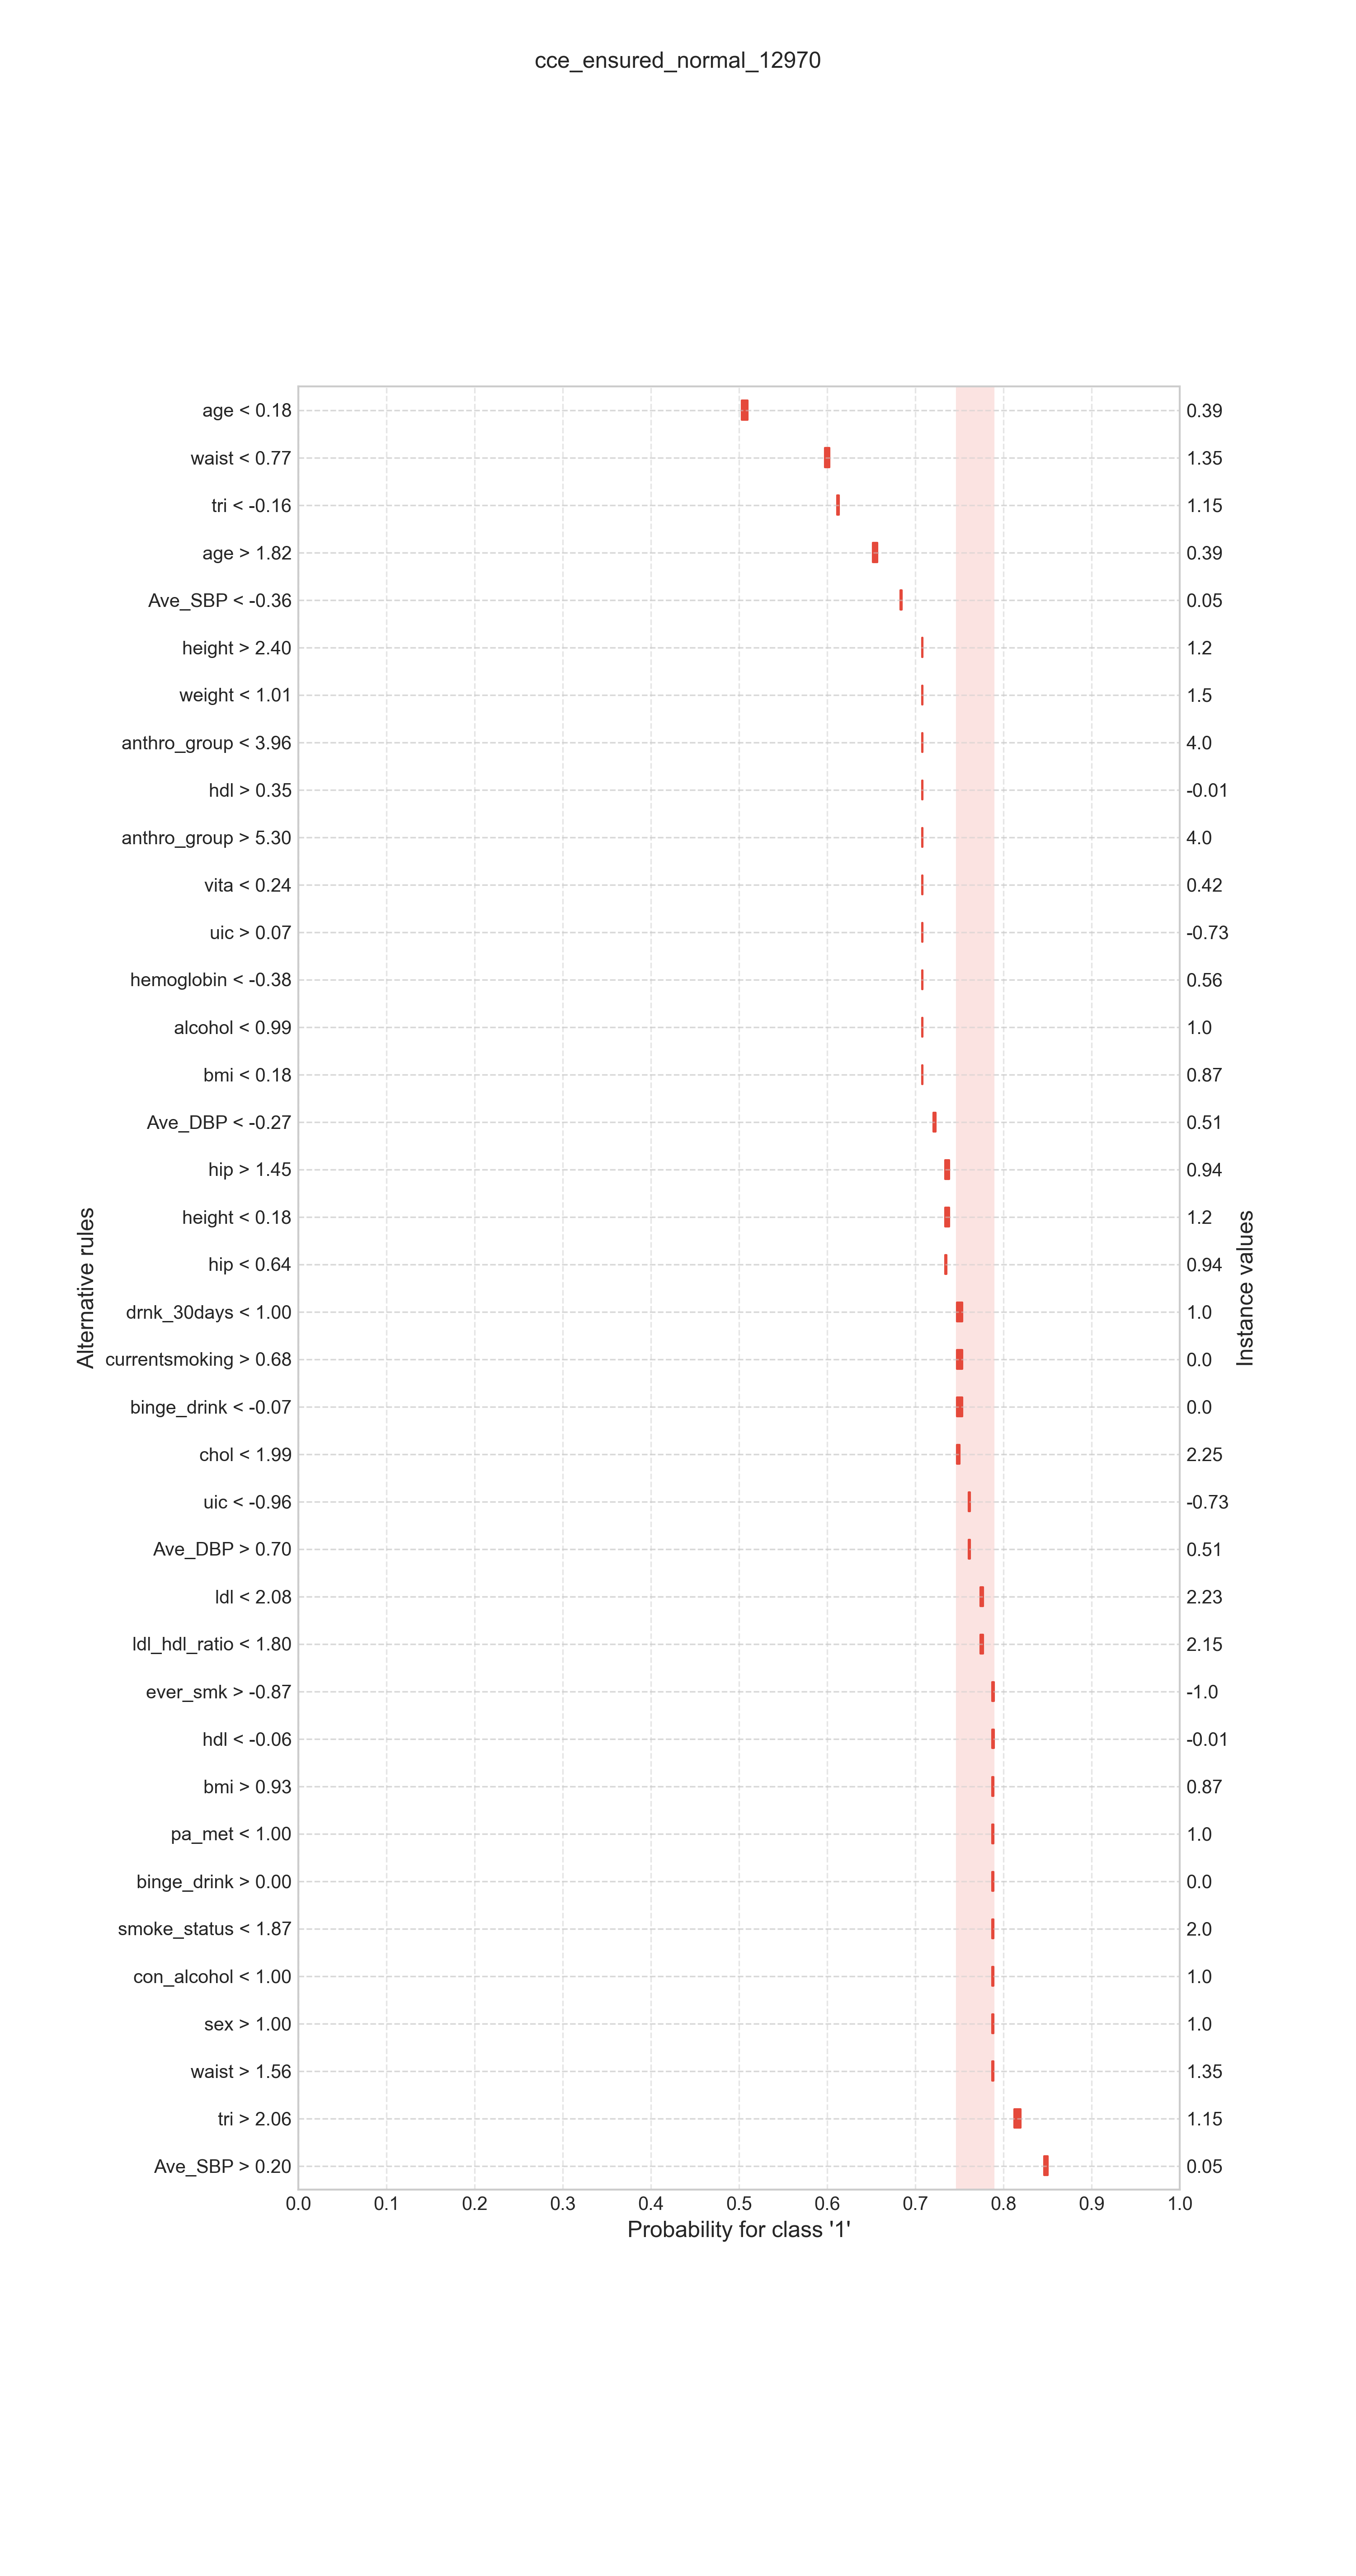 cce_ensured_normal_12970
age < 0.18 0.39
waist < 0.77 1.35
tri < -0.16 1.15
age > 1.82 0.39
Ave_SBP < -0.36 0.05
height > 2.40 1.2
weight < 1.01 1.5
anthro_group < 3.96 4.0
hdl > 0.35 -0.01
anthro_group > 5.30 4.0
vita < 0.24 0.42
uic > 0.07 -0.73
hemoglobin < -0.38 0.56
alcohol < 0.99 1.0
bmi < 0.18 0.87
Ave_DBP < -0.27 0.51
hip > 1.45 0.94
height < 0.18 1.2
hip < 0.64 0.94
drnk_30days < 1.00 1.0
currentsmoking > 0.68 0.0
binge_drink < -0.07 0.0
chol < 1.99 2.25
uic < -0.96 -0.73
Ave_DBP > 0.70 0.51
ldl < 2.08 2.23
ldl_hdl_ratio < 1.80 2.15
ever_smk > -0.87 -1.0
hdl < -0.06 -0.01
bmi > 0.93 0.87
pa_met < 1.00 1.0
binge_drink > 0.00 0.0
smoke_status < 1.87 2.0
con_alcohol < 1.00 1.0
sex > 1.00 1.0
waist > 1.56 1.35
tri > 2.06 1.15
Ave_SBP > 0.20 0.05
0.0 0.1 0.2 0.3 0.4 0.5 0.6 0.7 0.8 0.9 1.0
Probability for class '1'
Alternative rules
Instance values